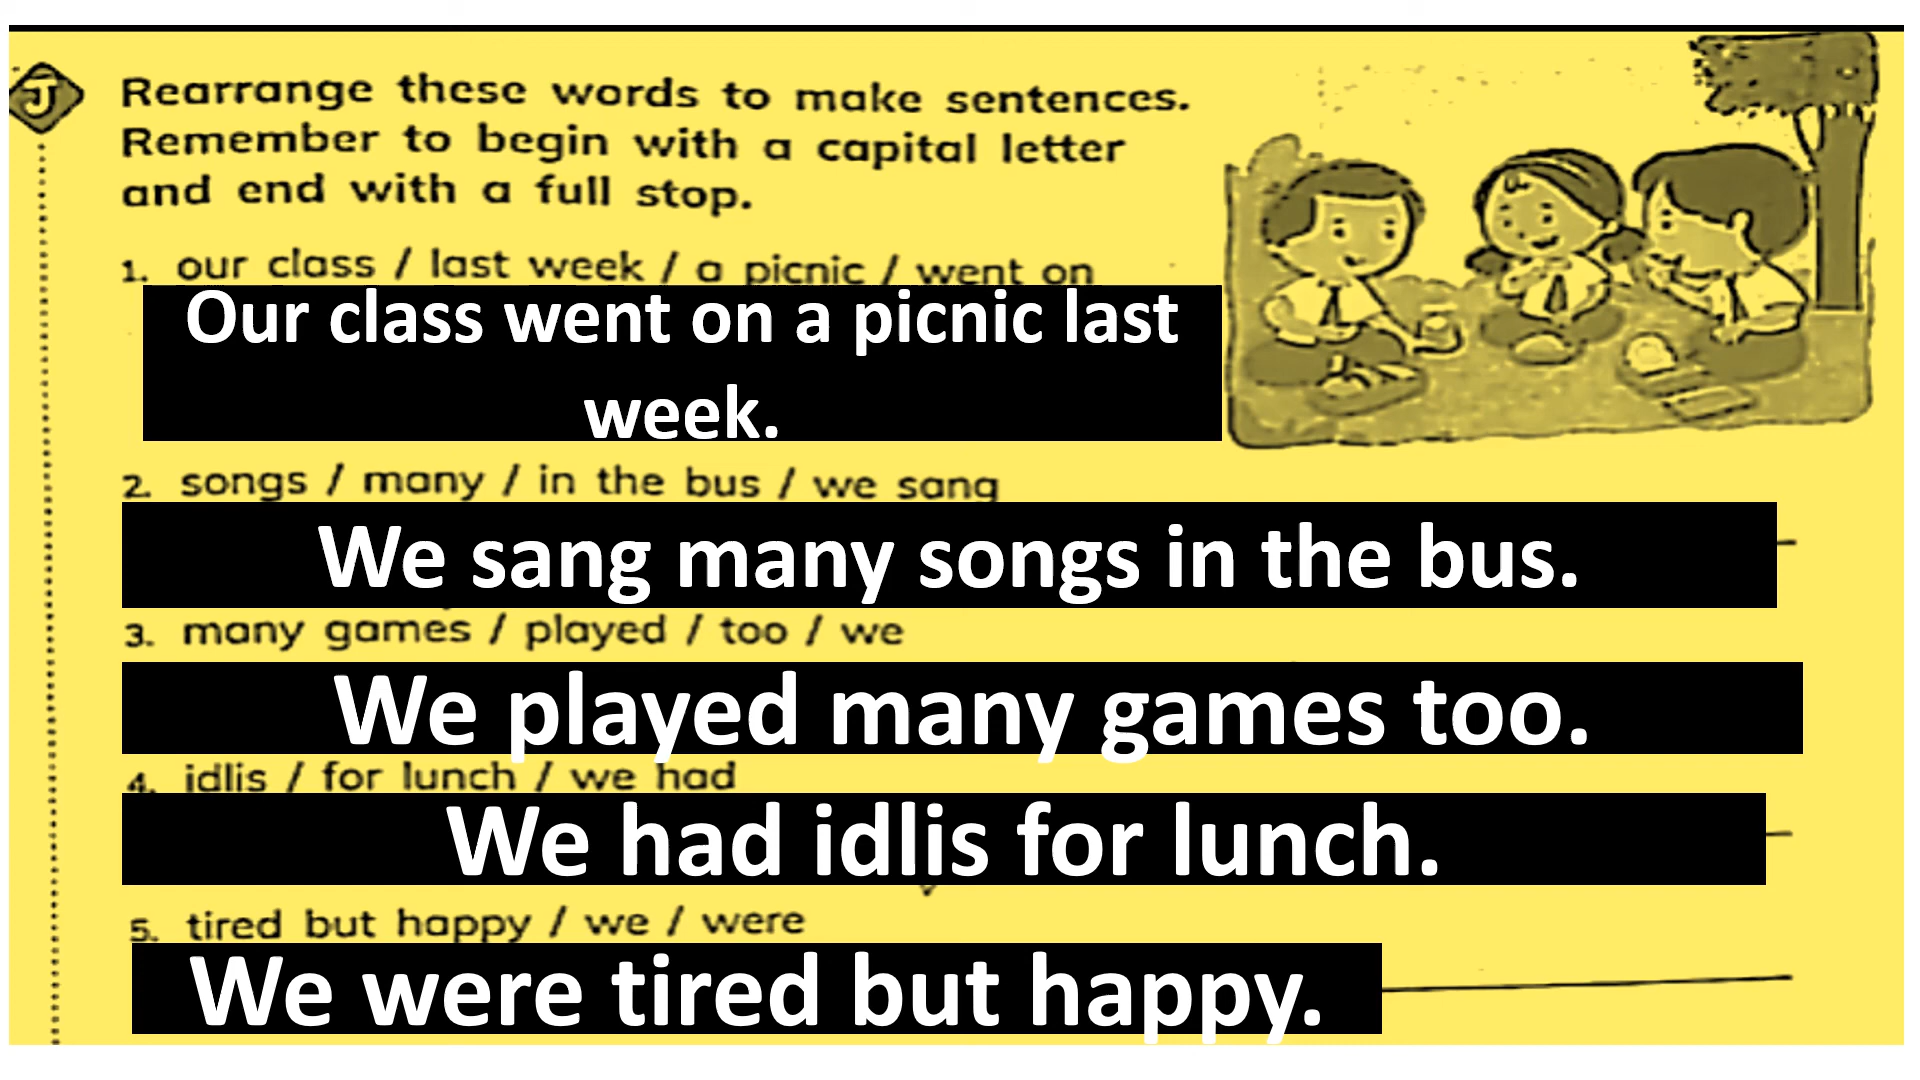 J
Rearrange these words to make sentences.
Remember to begin with a capital letter
and end with a full stop.
1. our class / last week / a picnic / went on
Our class went on a picnic last
week.
2. songs / many / in the bus / we sang
We sang many songs in the bus.
3. many games / played / too / we
We played many games too.
4. idlis / for lunch / we had
We had idlis for lunch.
5. tired but happy / we / were
We were tired but happy.